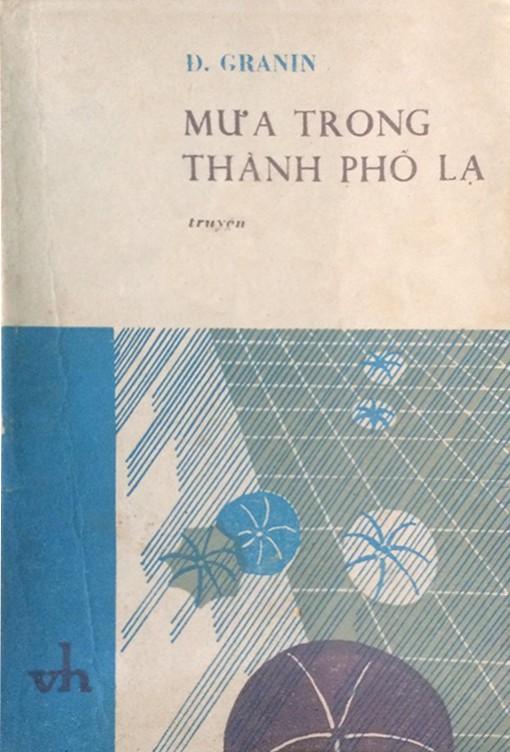 Đ. GRANIN
MƯA TRONG
THÀNH PHỐ LẠ
truyện
vh